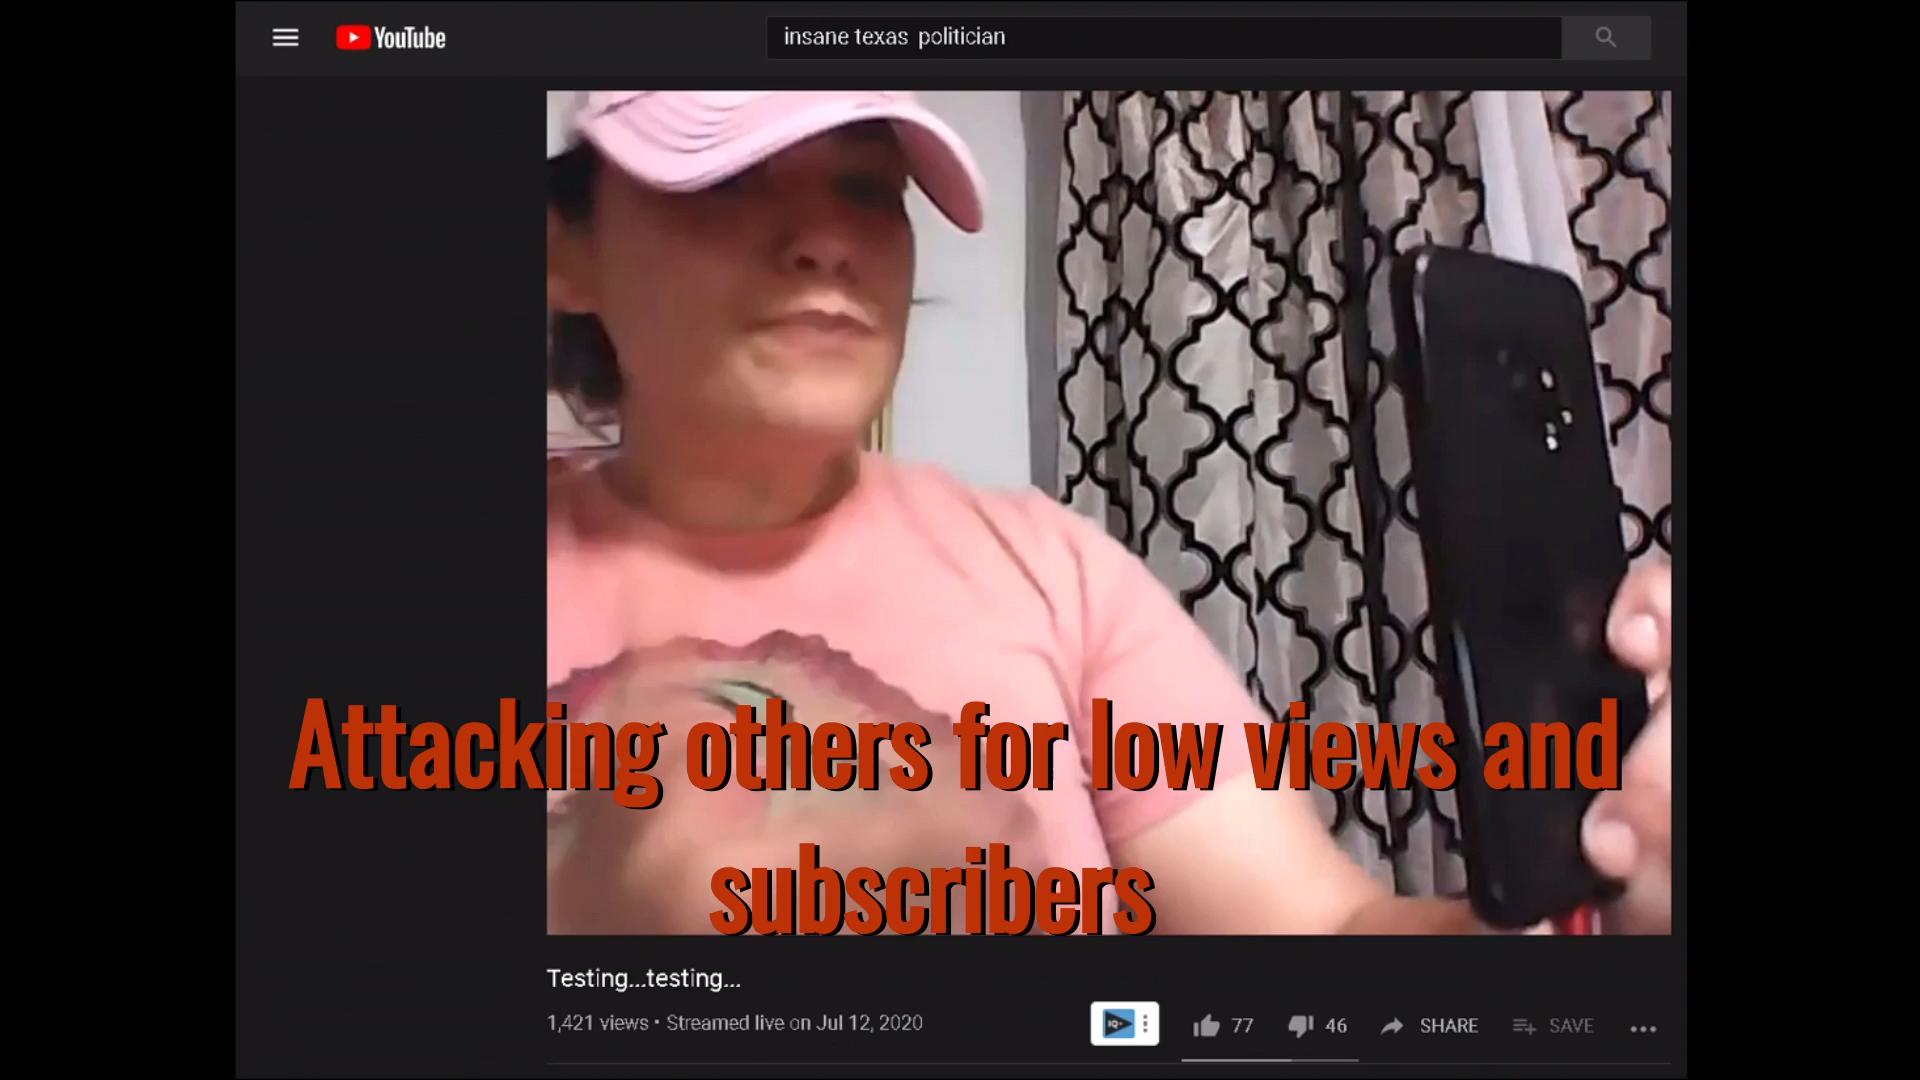 YouTube
insane texas politician
Attacking others for low views and
subscribers
Testing...testing...
1,421 views • Streamed live on Jul 12, 2020
IQ
77
46
SHARE
SAVE